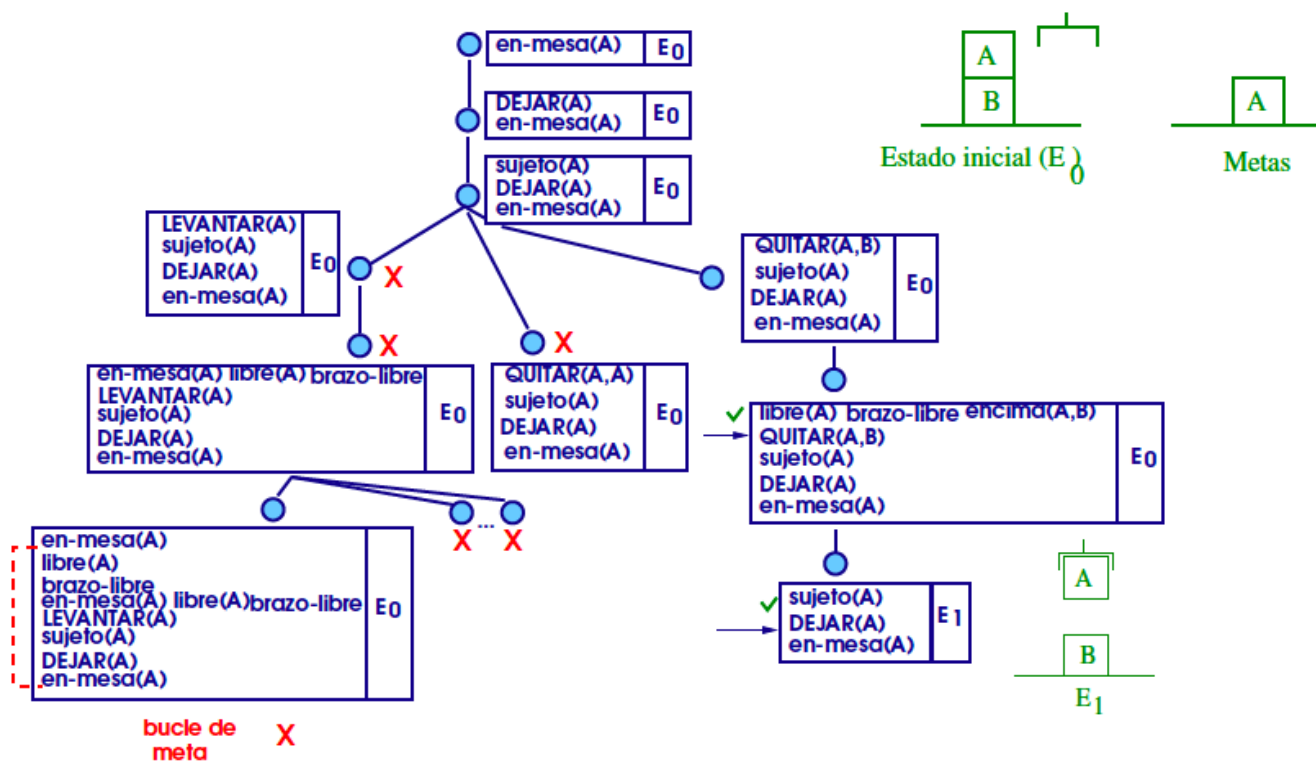 en-mesa(A) E0
DEJAR(A)
en-mesa(A)
E0
sujeto(A)
DEJAR(A)
en-mesa(A)
E0
A
B
Estado inicial (E0)
A
Metas
LEVANTAR(A)
sujeto(A)
DEJAR(A)
en-mesa(A)
E0
X
QUITAR(A,B)
sujeto(A)
DEJAR(A)
en-mesa(A)
E0
X
en-mesa(A) libre(A) brazo-libre
LEVANTAR(A)
sujeto(A)
DEJAR(A)
en-mesa(A)
E0
X
QUITAR(A,A)
sujeto(A)
DEJAR(A)
en-mesa(A)
E0
libre(A) brazo-libre encima(A,B)
QUITAR(A,B)
sujeto(A)
DEJAR(A)
en-mesa(A)
E0
...
X X
en-mesa(A)
libre(A)
brazo-libre
en-mesa(A) libre(A) brazo-libre
LEVANTAR(A)
sujeto(A)
DEJAR(A)
en-mesa(A)
E0
bucle de
meta
X
sujeto(A)
DEJAR(A)
en-mesa(A)
E1
A
B
E1